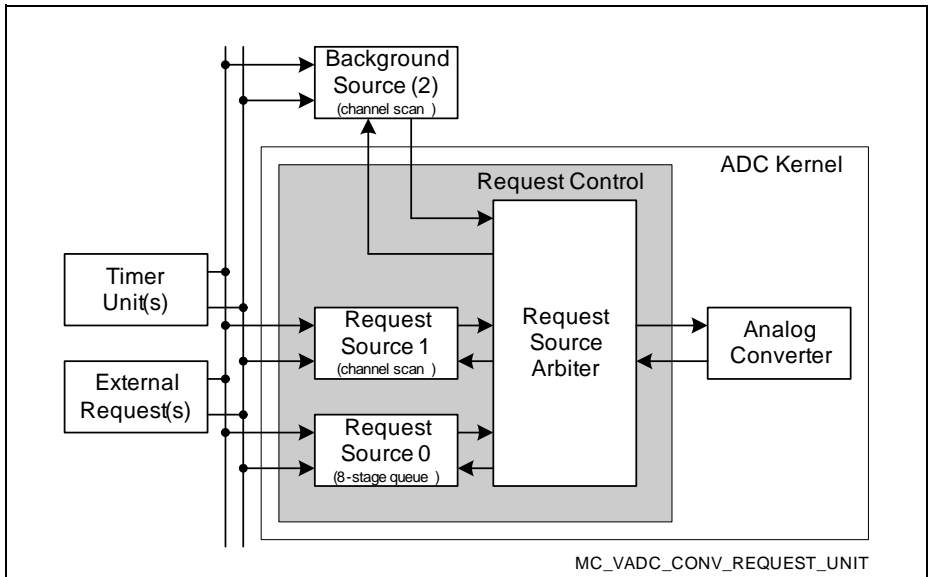 Background
Source (2)
(channel scan )
ADC Kernel
Request Control
Timer
Unit(s)
External
Request(s)
Request
Source 1
(channel scan )
Request
Source 0
(8-stage queue )
Request
Source
Arbiter
Analog
Converter
MC_VADC_CONV_REQUEST_UNIT